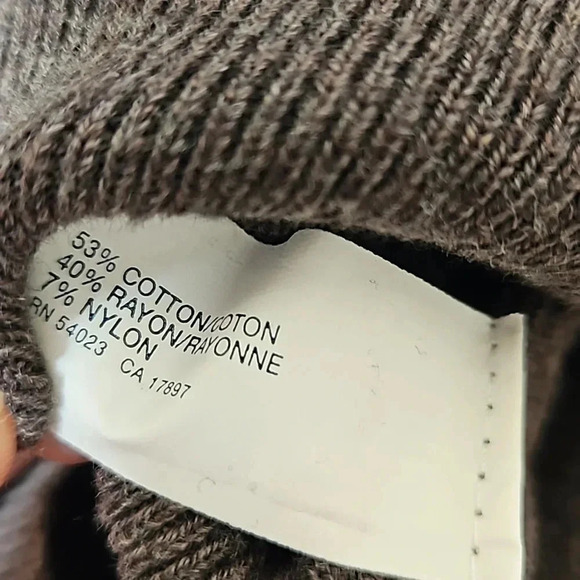 53% COTTON/COTON
40% RAYON/RAYONNE
7% NYLON
RN 54023 CA 17897